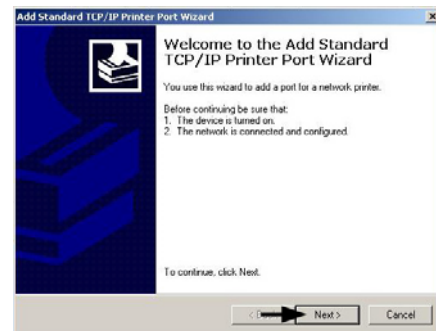 Add Standard TCP/IP Printer Port Wizard
Welcome to the Add Standard
TCP/IP Printer Port Wizard
You use this wizard to add a port for a network printer.
Before continuing be sure that:
1. The device is turned on.
2. The network is connected and configured.
To continue, click Next.
Next >
Cancel